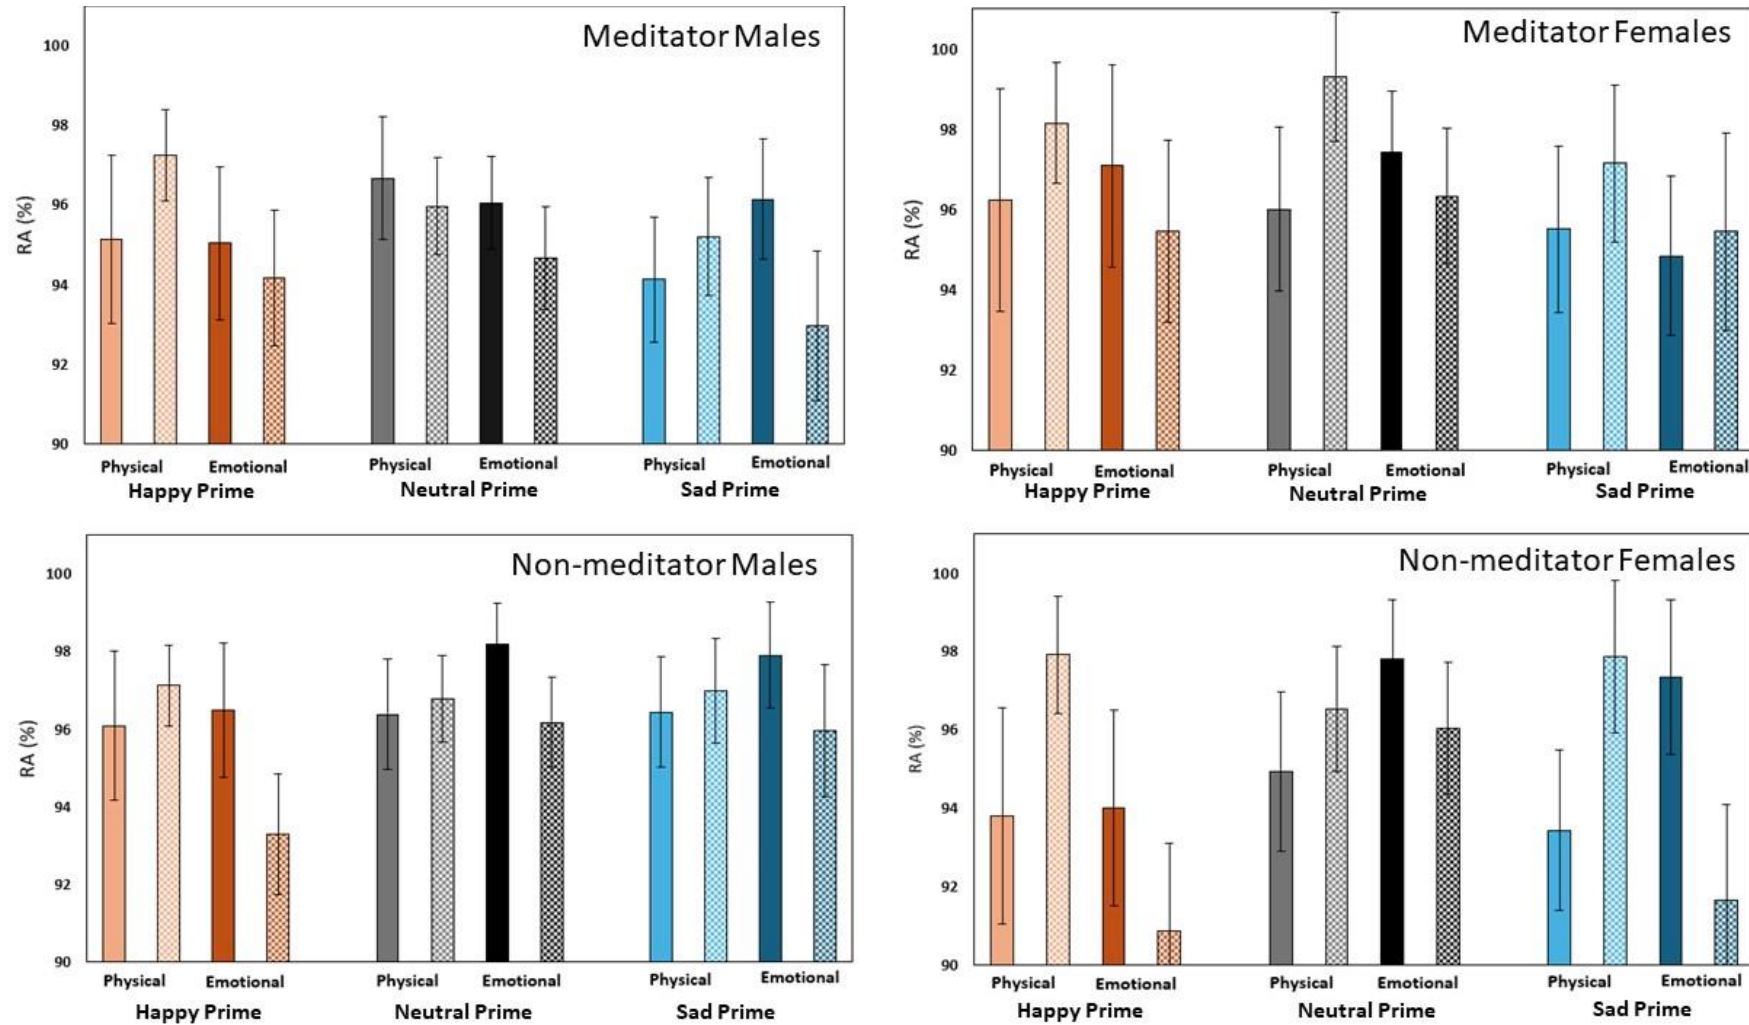 Meditator Males
100
98
96
94
92
90
RA (%)
Physical Emotional Physical Emotional Physical Emotional
Happy Prime Neutral Prime Sad Prime
Meditator Females
100
98
96
94
92
90
RA (%)
Physical Emotional Physical Emotional Physical Emotional
Happy Prime Neutral Prime Sad Prime
Non-meditator Males
100
98
96
94
92
90
RA (%)
Physical Emotional Physical Emotional Physical Emotional
Happy Prime Neutral Prime Sad Prime
Non-meditator Females
100
98
96
94
92
90
RA (%)
Physical Emotional Physical Emotional Physical Emotional
Happy Prime Neutral Prime Sad Prime